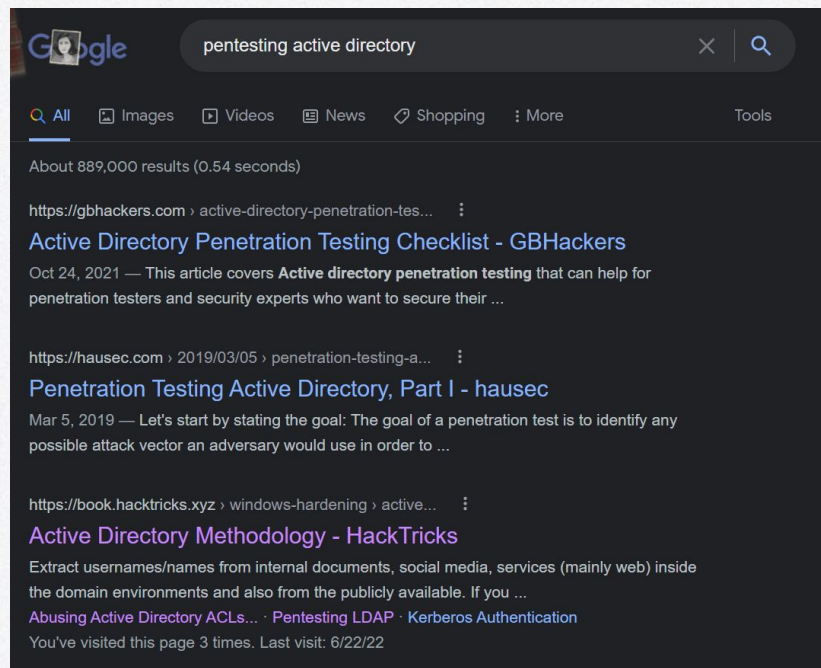 Google
pentesting active directory
All Images Videos News Shopping More Tools
About 889,000 results (0.54 seconds)
https://gbhackers.com › active-directory-penetration-tes...
Active Directory Penetration Testing Checklist - GBHackers
Oct 24, 2021 — This article covers Active directory penetration testing that can help for
penetration testers and security experts who want to secure their ...
https://hausec.com › 2019/03/05 › penetration-testing-a...
Penetration Testing Active Directory, Part I - hausec
Mar 5, 2019 — Let's start by stating the goal: The goal of a penetration test is to identify any
possible attack vector an adversary would use in order to ...
https://book.hacktricks.xyz › windows-hardening › active...
Active Directory Methodology - HackTricks
Extract usernames/names from internal documents, social media, services (mainly web) inside
the domain environments and also from the publicly available. If you ...
Abusing Active Directory ACLs... · Pentesting LDAP · Kerberos Authentication
You've visited this page 3 times. Last visit: 6/22/22